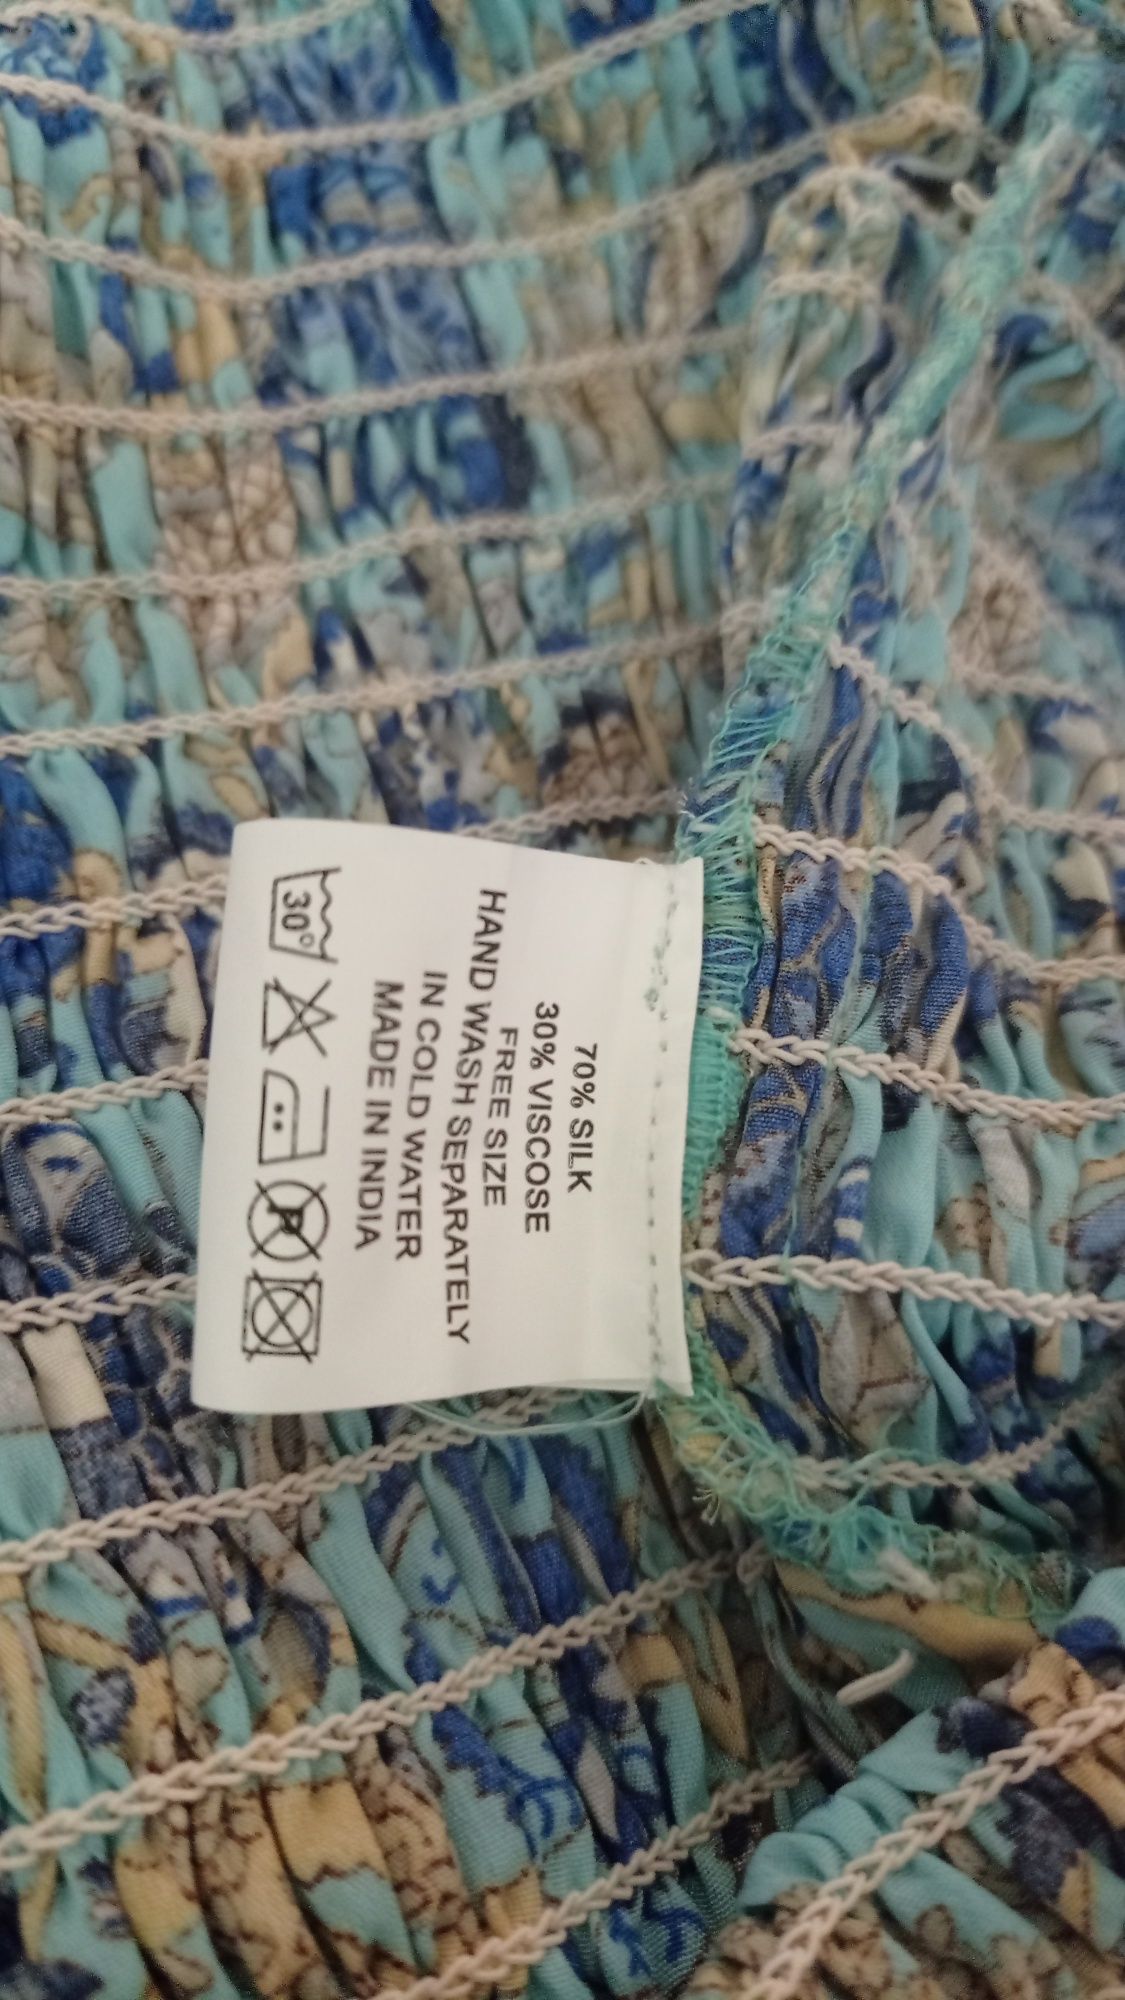 70% SILK
30% VISCOSE
FREE SIZE
HAND WASH SEPARATELY
IN COLD WATER
MADE IN INDIA
30° P